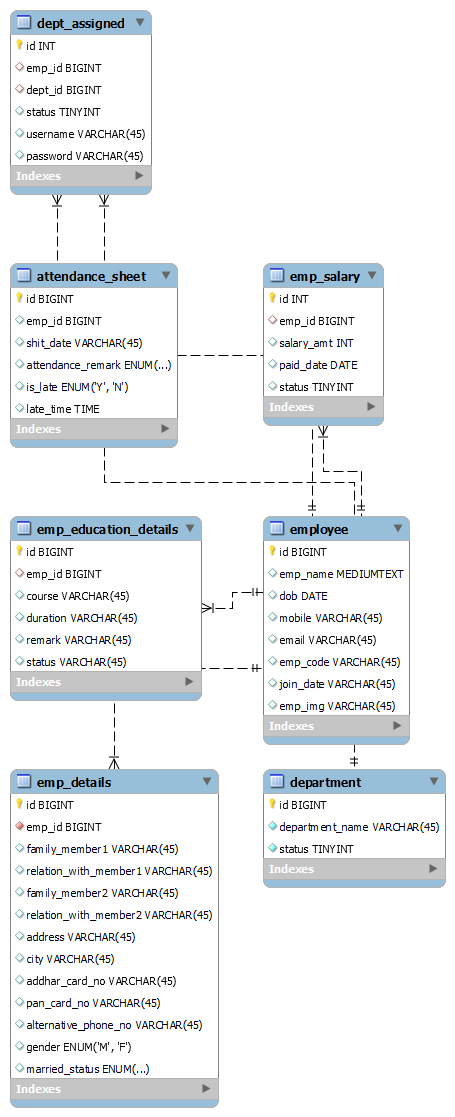 dept_assigned
id INT
emp_id BIGINT
dept_id BIGINT
status TINYINT
username VARCHAR(45)
password VARCHAR(45)
Indexes
attendance_sheet
id BIGINT
emp_id BIGINT
shit_date VARCHAR(45)
attendance_remark ENUM(...)
is_late ENUM('Y', 'N')
late_time TIME
Indexes
emp_salary
id INT
emp_id BIGINT
salary_amt INT
paid_date DATE
status TINYINT
Indexes
emp_education_details
id BIGINT
emp_id BIGINT
course VARCHAR(45)
duration VARCHAR(45)
remark VARCHAR(45)
status VARCHAR(45)
Indexes
employee
id BIGINT
emp_name MEDIUMTEXT
dob DATE
mobile VARCHAR(45)
email VARCHAR(45)
emp_code VARCHAR(45)
join_date VARCHAR(45)
emp_img VARCHAR(45)
Indexes
emp_details
id BIGINT
emp_id BIGINT
family_member1 VARCHAR(45)
relation_with_member1 VARCHAR(45)
family_member2 VARCHAR(45)
relation_with_member2 VARCHAR(45)
address VARCHAR(45)
city VARCHAR(45)
addhar_card_no VARCHAR(45)
pan_card_no VARCHAR(45)
alternative_phone_no VARCHAR(45)
gender ENUM('M', 'F')
married_status ENUM(...)
Indexes
department
id BIGINT
department_name VARCHAR(45)
status TINYINT
Indexes